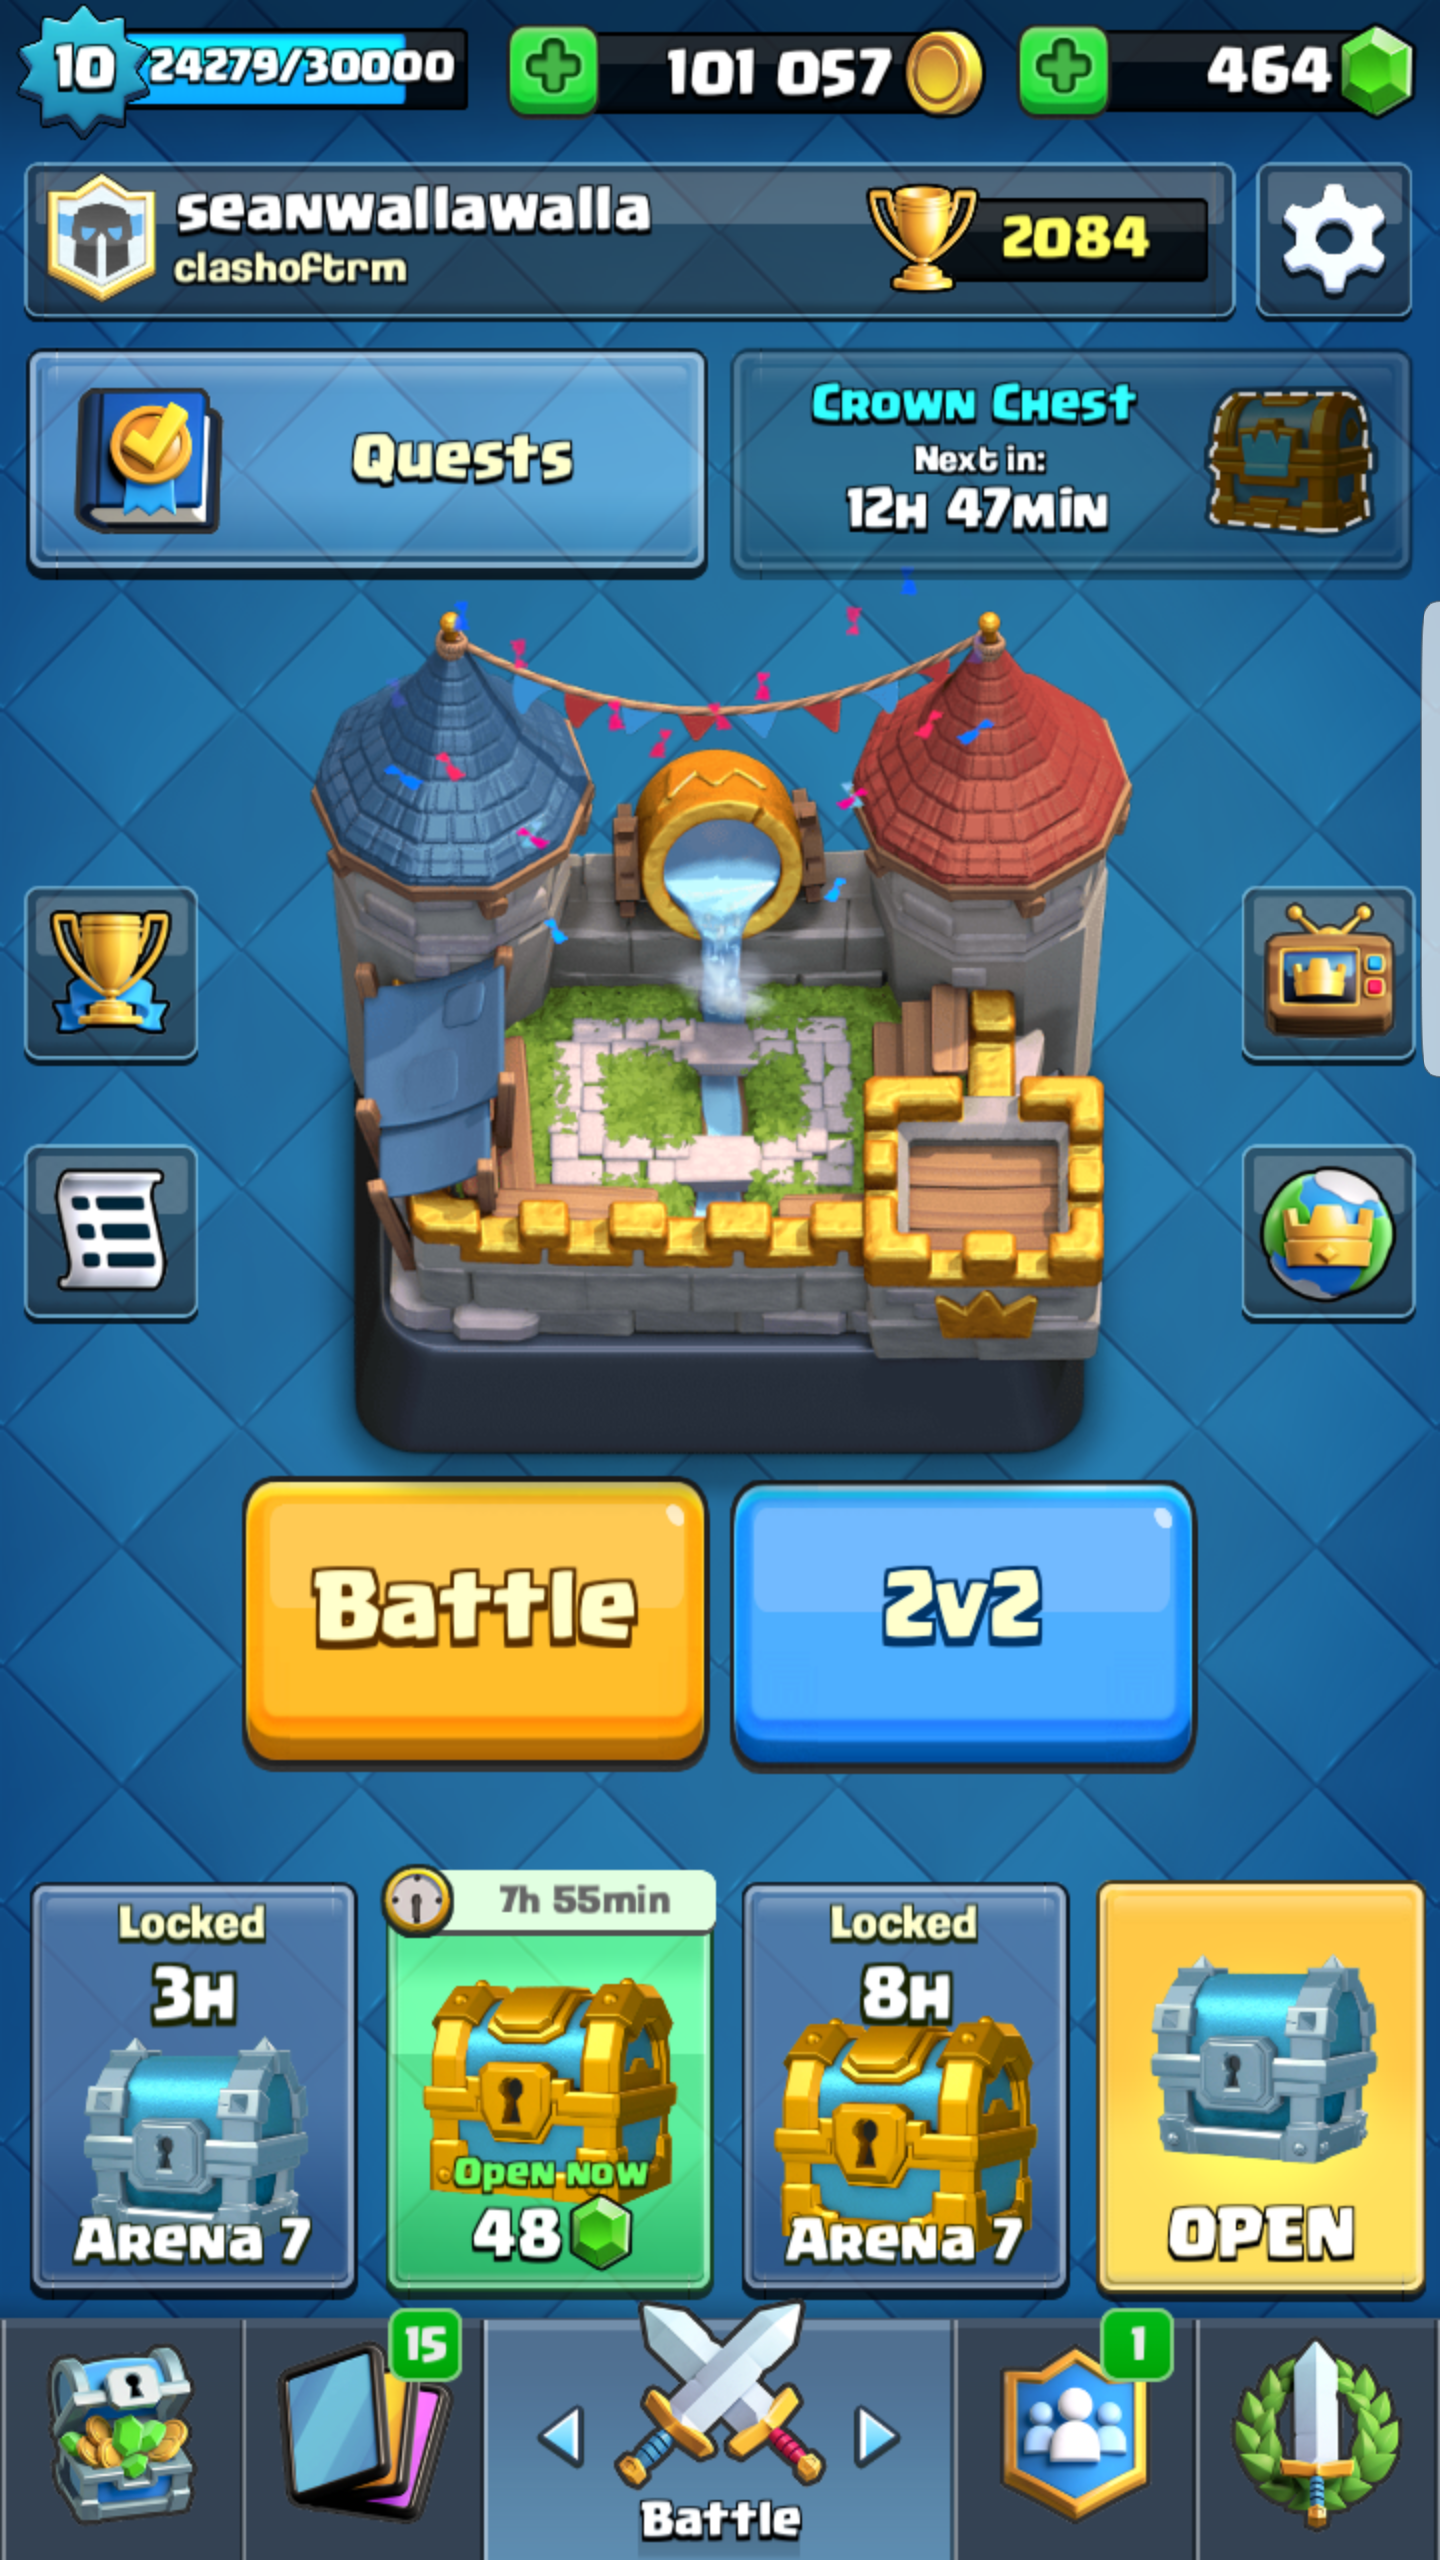 10 24279/30000 101 057 464
seanwallawalla
clashoftrm
2084
Quests
Crown Chest
Next in:
12H 47MIN
Battle
2v2
Locked
3H
Arena 7
7h 55min
Open now
48
Locked
8H
Arena 7
OPEN
15
1
Battle